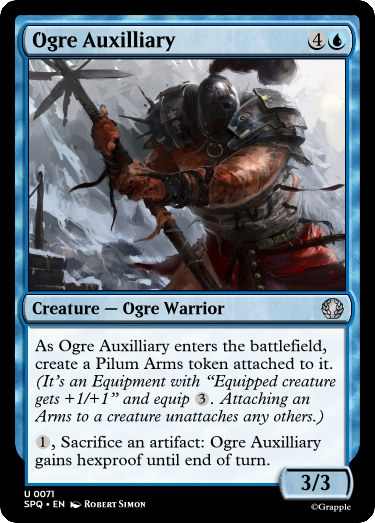 Ogre Auxilliary 4
Creature — Ogre Warrior
As Ogre Auxilliary enters the battlefield,
create a Pilum Arms token attached to it.
(It's an Equipment with “Equipped creature
gets +1/+1” and equip 3. Attaching an
Arms to a creature unattaches any others.)
1, Sacrifice an artifact: Ogre Auxilliary
gains hexproof until end of turn.
3/3
U 0071
SPQ • EN Robert Simon
©Grapple